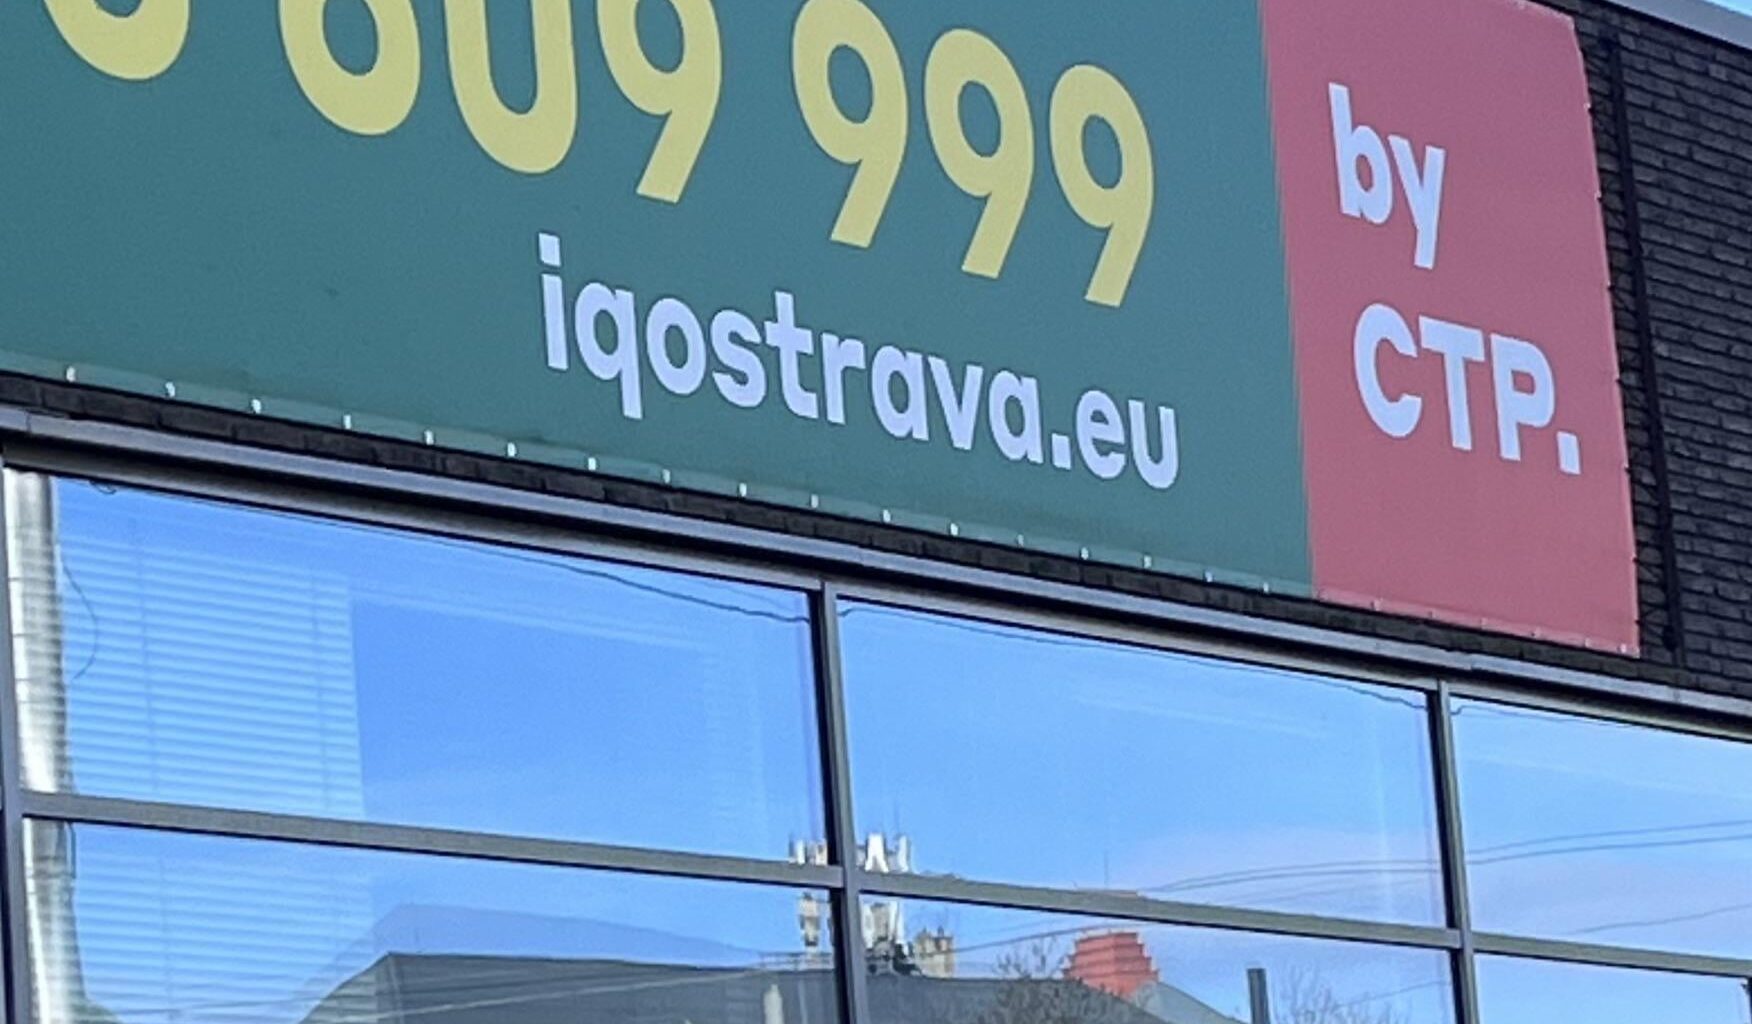 609 999
iqostrava.eu
by
CTP.